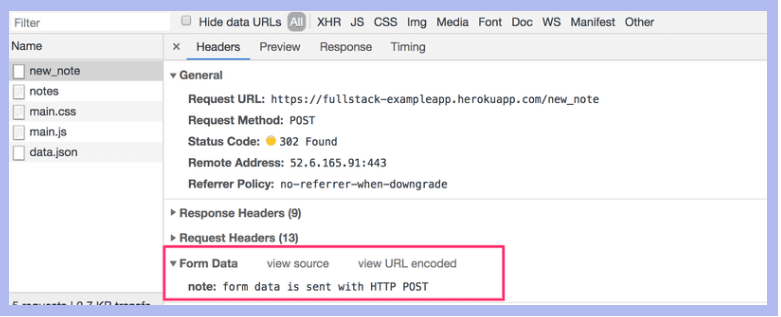 Filter
Hide data URLs All XHR JS CSS Img Media Font Doc WS Manifest Other
Name
× Headers Preview Response Timing
new_note
notes
main.css
main.js
data.json
▼ General
Request URL: https://fullstack-exampleapp.herokuapp.com/new_note
Request Method: POST
Status Code: 302 Found
Remote Address: 52.6.165.91:443
Referrer Policy: no-referrer-when-downgrade
▶ Response Headers (9)
▶ Request Headers (13)
▼ Form Data view source view URL encoded
note: form data is sent with HTTP POST